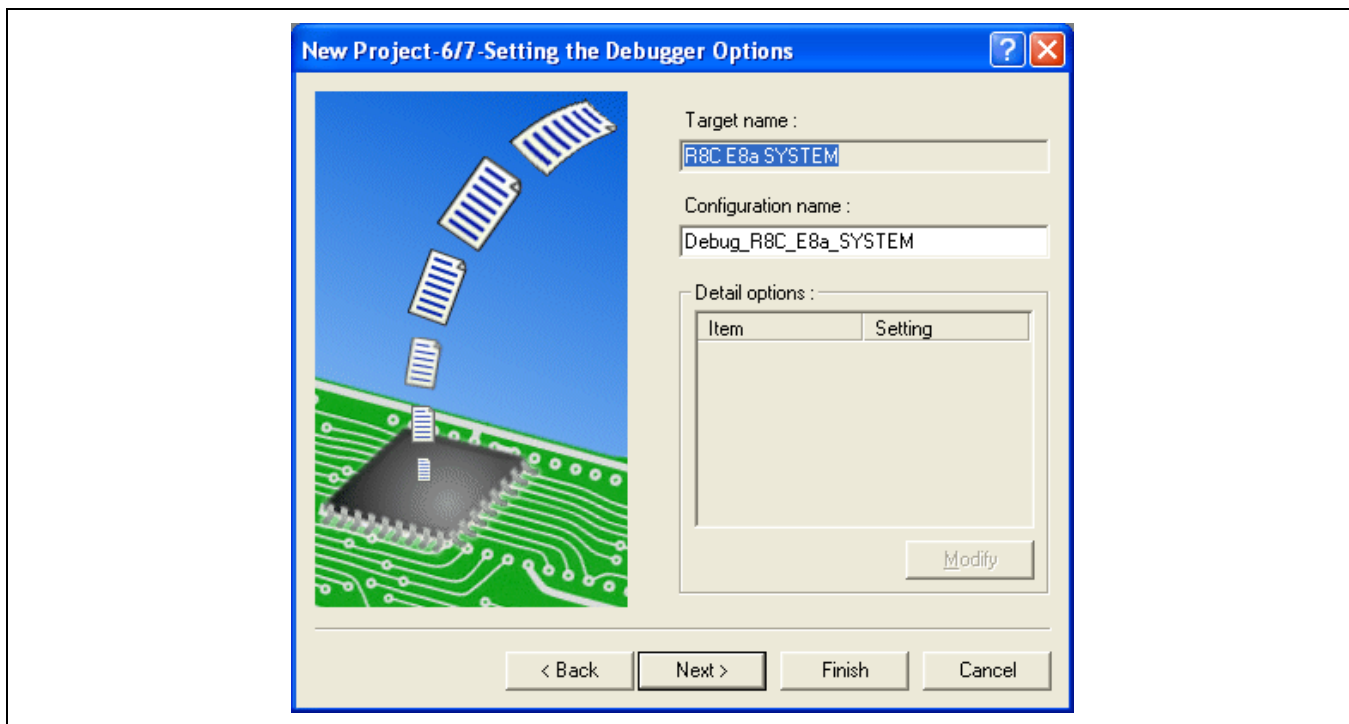 New Project-6/7-Setting the Debugger Options
Target name :
R8C E8a SYSTEM
Configuration name :
Debug_R8C_E8a_SYSTEM
Detail options :
Item Setting
Modify
< Back Next > Finish Cancel